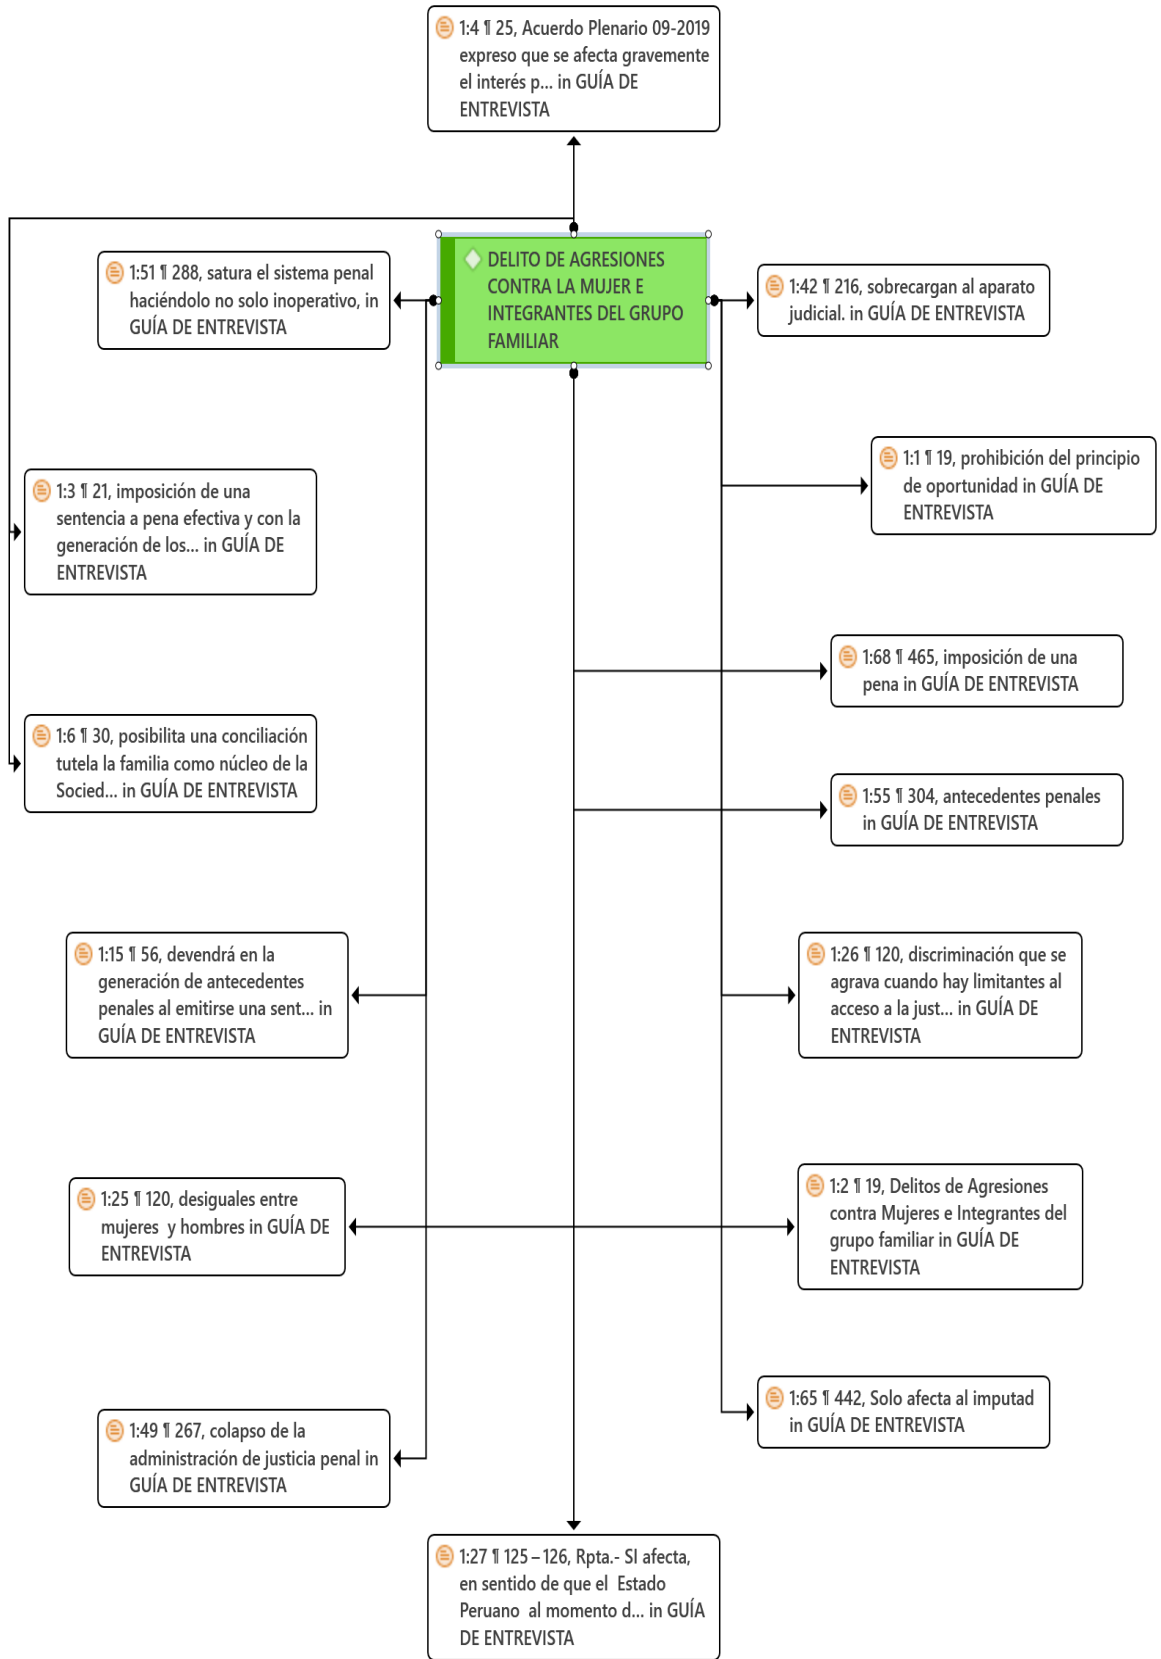 1:4 ¶ 25, Acuerdo Plenario 09-2019
expreso que se afecta gravemente
el interés p... in GUÍA DE
ENTREVISTA
DELITO DE AGRESIONES
CONTRA LA MUJER E
INTEGRANTES DEL GRUPO
FAMILIAR
1:51 ¶ 288, satura el sistema penal
haciéndolo no solo inoperativo, in
GUÍA DE ENTREVISTA
1:42 ¶ 216, sobrecargan al aparato
judicial. in GUÍA DE ENTREVISTA
1:1 ¶ 19, prohibición del principio
de oportunidad in GUÍA DE
ENTREVISTA
1:3 ¶ 21, imposición de una
sentencia a pena efectiva y con la
generación de los... in GUÍA DE
ENTREVISTA
1:68 ¶ 465, imposición de una
pena in GUÍA DE ENTREVISTA
1:6 ¶ 30, posibilita una conciliación
tutela la familia como núcleo de la
Socied... in GUÍA DE ENTREVISTA
1:55 ¶ 304, antecedentes penales
in GUÍA DE ENTREVISTA
1:15 ¶ 56, devendrá en la
generación de antecedentes
penales al emitirse una sent... in
GUÍA DE ENTREVISTA
1:26 ¶ 120, discriminación que se
agrava cuando hay limitantes al
acceso a la just... in GUÍA DE
ENTREVISTA
1:25 ¶ 120, desiguales entre
mujeres  y hombres in GUÍA DE
ENTREVISTA
1:2 ¶ 19, Delitos de Agresiones
contra Mujeres e Integrantes del
grupo familiar in GUÍA DE
ENTREVISTA
1:65 ¶ 442, Solo afecta al imputad
in GUÍA DE ENTREVISTA
1:49 ¶ 267, colapso de la
administración de justicia penal in
GUÍA DE ENTREVISTA
1:27 ¶ 125 – 126, Rpta.- SI afecta,
en sentido de que el  Estado
Peruano  al momento d... in GUÍA
DE ENTREVISTA